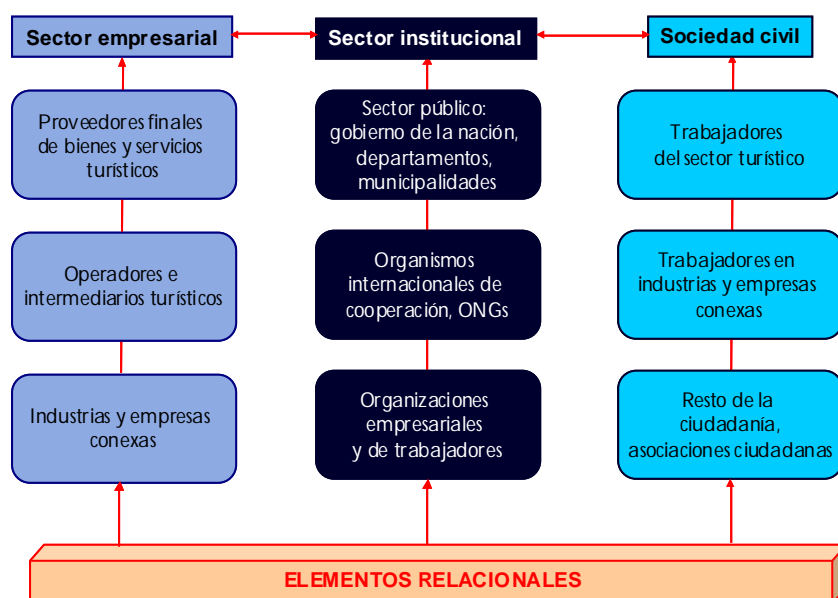 Sector empresarial
Sector institucional
Sociedad civil
Proveedores finales
de bienes y servicios
turísticos
Sector público:
gobierno de la nación,
departamentos,
municipalidades
Trabajadores
del sector turístico
Operadores e
intermediarios turísticos
Organismos
internacionales de
cooperación, ONGs
Trabajadores en
industrias y empresas
conexas
Industrias y empresas
conexas
Organizaciones
empresariales
y de trabajadores
Resto de la
ciudadanía,
asociaciones ciudadanas
ELEMENTOS RELACIONALES